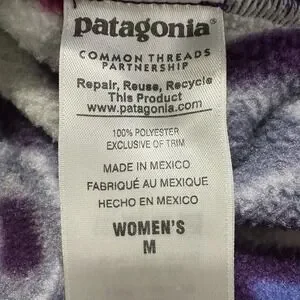 patagonia®
COMMON THREADS
PARTNERSHIP
Repair, Reuse, Recycle
This Product
www.patagonia.com
100% POLYESTER
EXCLUSIVE OF TRIM
MADE IN MEXICO
FABRIQUÉ AU MEXIQUE
HECHO EN MEXICO
WOMEN'S
M